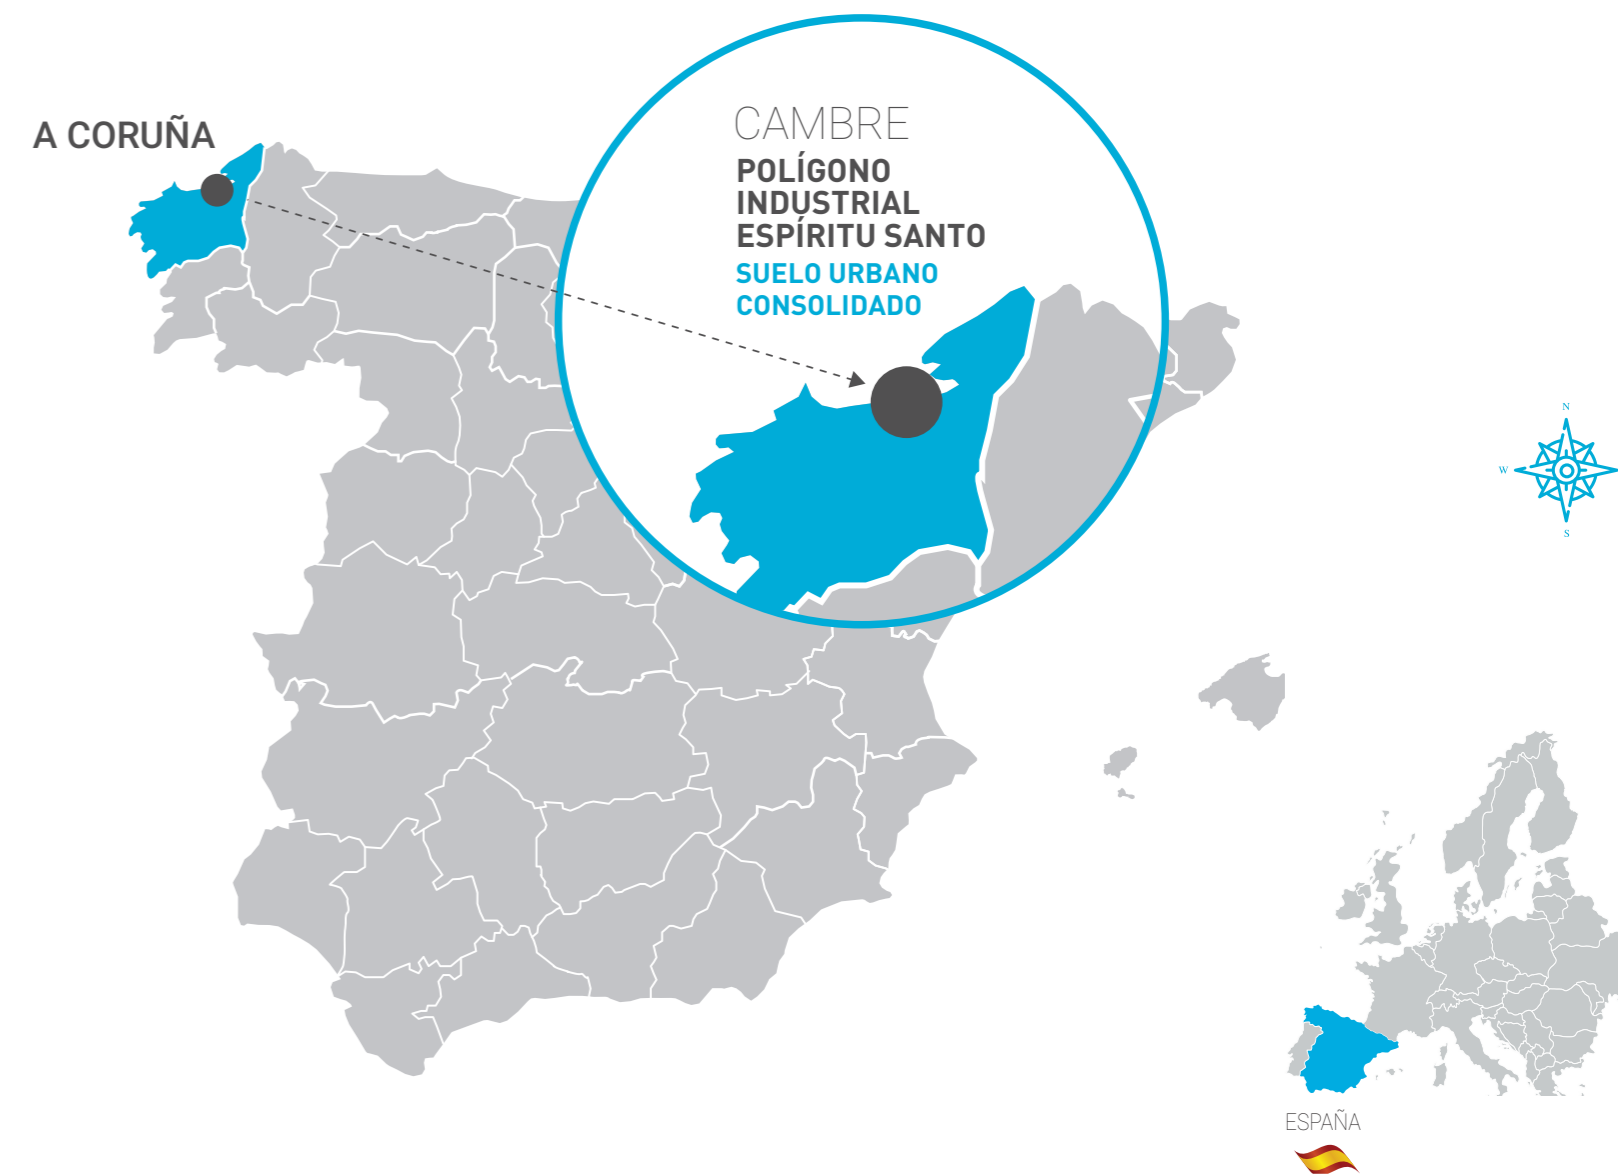 A CORUÑA
CAMBRE
POLÍGONO
INDUSTRIAL
ESPÍRITU SANTO
SUELO URBANO
CONSOLIDADO
N
W
S
ESPAÑA